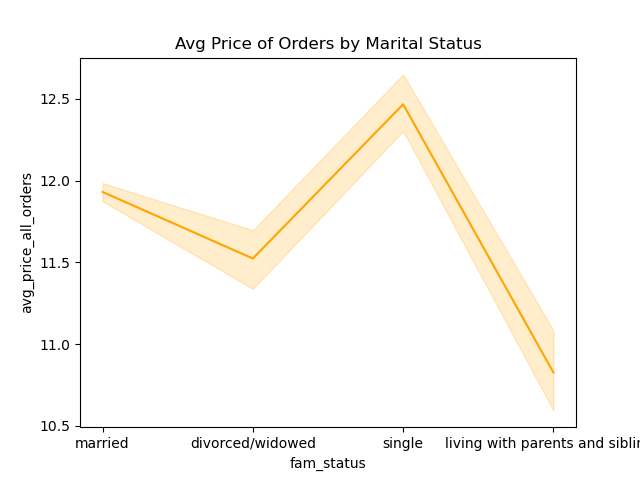 Avg Price of Orders by Marital Status
avg_price_all_orders
12.5
12.0
11.5
11.0
10.5
married divorced/widowed single living with parents and
fam_status